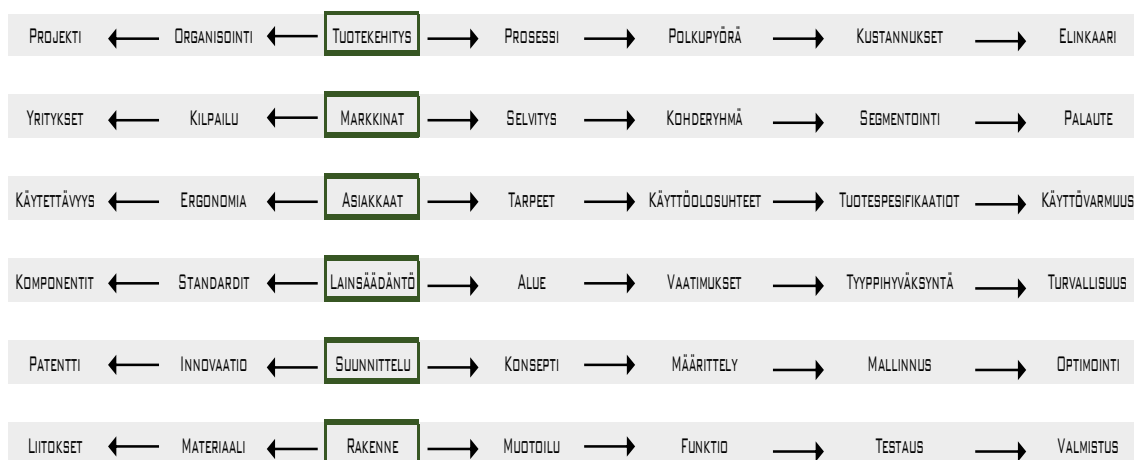 PROJEKTI ORGANISOINTI TUOTEKEHITYS PROSESSI POLKUPYÖRÄ KUSTANNUKSET ELINKAARI
YRITYKSET KILPAILU MARKKINAT SELVITYS KOHDERYHMÄ SEGMENTOINTI PALAUTE
KÄYTETTÄVYYS ERGONOMIA ASIAKKAAT TARPEET KÄYTTÖOLOSUHTEET TUOTESPESIFIKAATIOT KÄYTTÖVARMUUS
KOMPONENTIT STANDARDIT LAINSÄÄDÄNTÖ ALUE VAATIMUKSET TYYPPIHYVÄKSYNTÄ TURVALLISUUS
PATENTTI INNOVAATIO SUUNNITTELU KONSEPTI MÄÄRITTELY MALLINNUS OPTIMOINTI
LIITOKSET MATERIAALI RAKENNE MUOTOILU FUNKTIO TESTAUS VALMISTUS